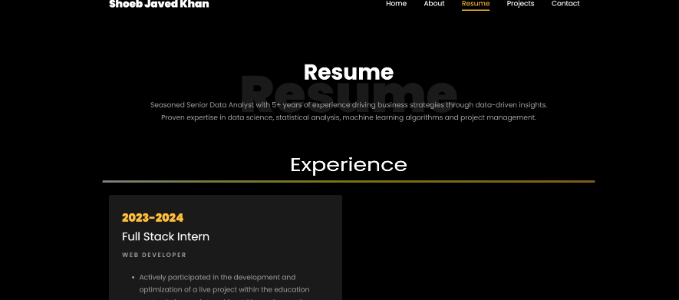 Shoeb Javed Khan
Home About Resume Projects Contact
Resume
Resume
Seasoned Senior Data Analyst with 5+ years of experience driving business strategies through data-driven insights.
Proven expertise in data science, statistical analysis, machine learning algorithms and project management.
Experience
2023-2024
Full Stack Intern
WEB DEVELOPER
• Actively participated in the development and
optimization of a live project within the education